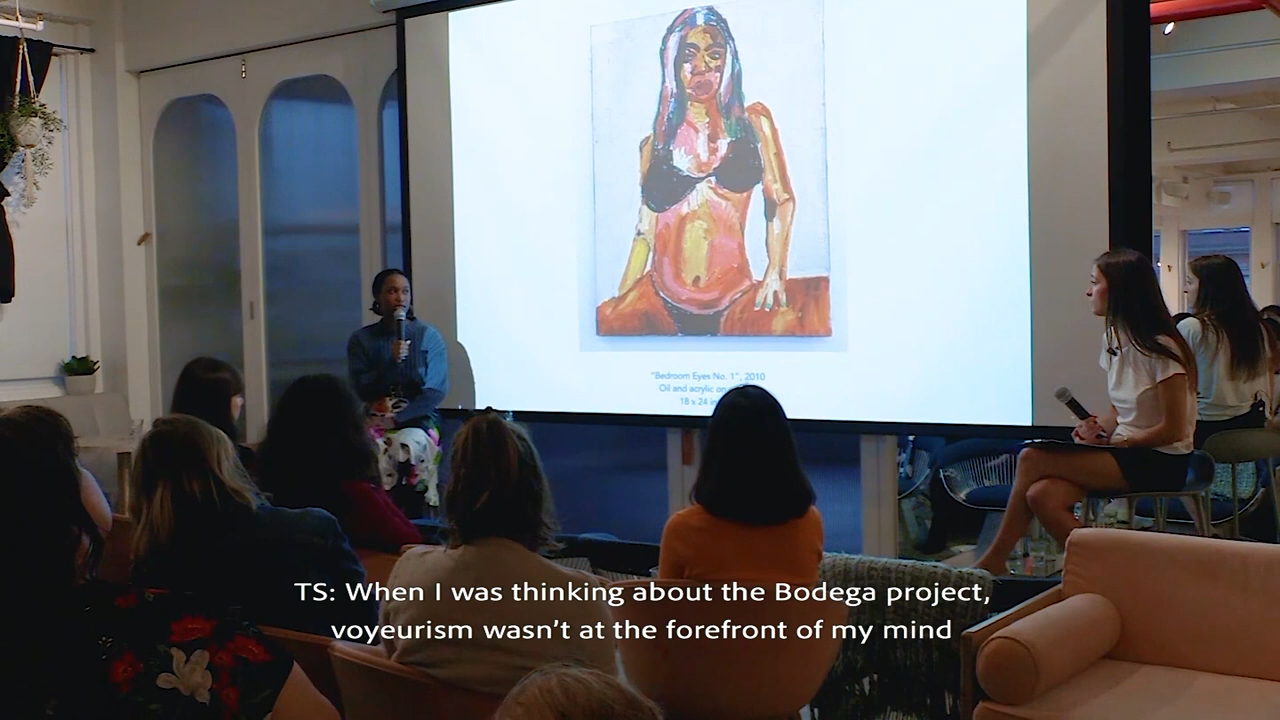 "Bedroom Eyes No. 1", 2010
Oil and acrylic on
18 x 24 in
TS: When I was thinking about the Bodega project,
voyeurism wasn't at the forefront of my mind